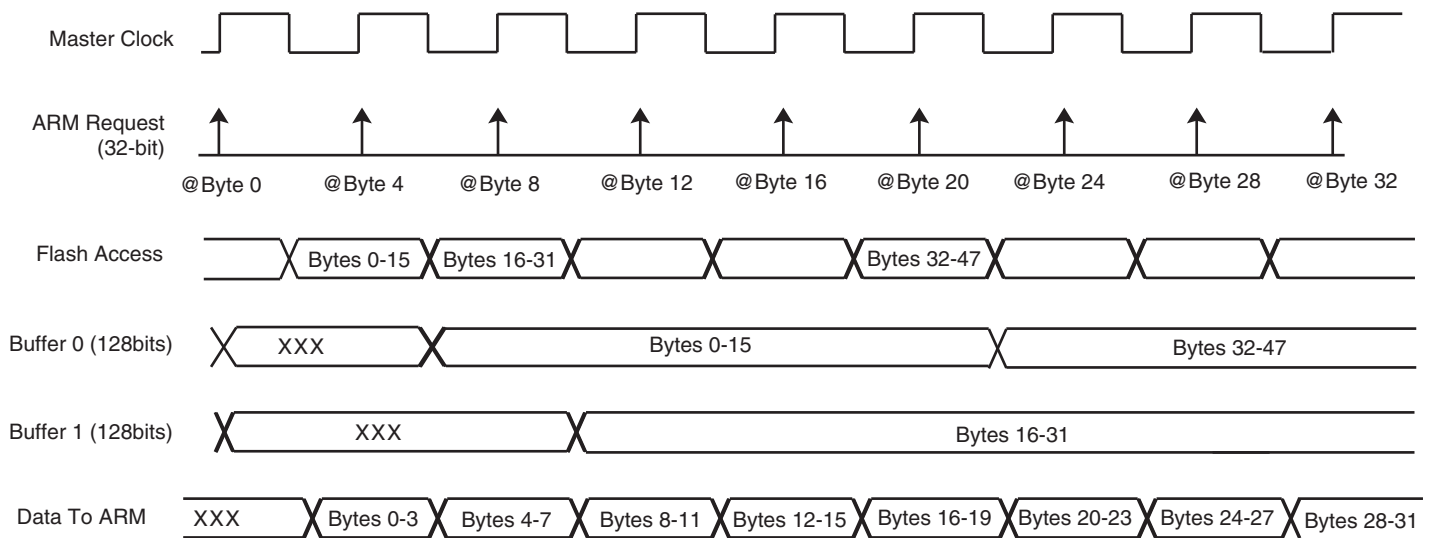 Master Clock
ARM Request
(32-bit)
@Byte 0 @Byte 4 @Byte 8 @Byte 12 @Byte 16 @Byte 20 @Byte 24 @Byte 28 @Byte 32
Flash Access Bytes 0-15 Bytes 16-31 Bytes 32-47
Buffer 0 (128bits) XXX Bytes 0-15 Bytes 32-47
Buffer 1 (128bits) XXX Bytes 16-31
Data To ARM XXX Bytes 0-3 Bytes 4-7 Bytes 8-11 Bytes 12-15 Bytes 16-19 Bytes 20-23 Bytes 24-27 Bytes 28-31